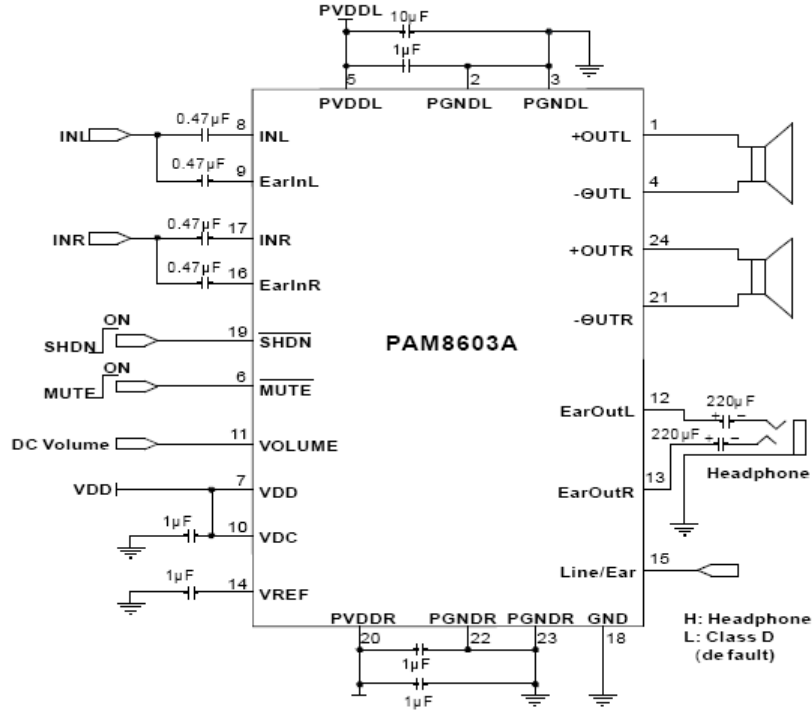 PVDDL
10µF
1µF
5 2 3
PVDDL PGNDL PGNDL
INL 0.47µF 8 INL
0.47µF 9 EarInL
INR 0.47µF 17 INR
0.47µF 16 EarInR
SHDN ON 19 SHDN
MUTE ON 6 MUTE
DC Volume 11 VOLUME
VDD 7 VDD
1µF 10 VDC
1µF 14 VREF
PAM8603A
+OUTL 1
-ƟUTL 4
+OUTR 24
-ƟUTR 21
EarOutL 12 220µF + -
220µF + -
Headphone
EarOutR 13
Line/Ear 15
H: Headphone
L: Class D
(default)
PVDDR PGNDR PGNDR GND
20 22 23 18
1µF
1µF